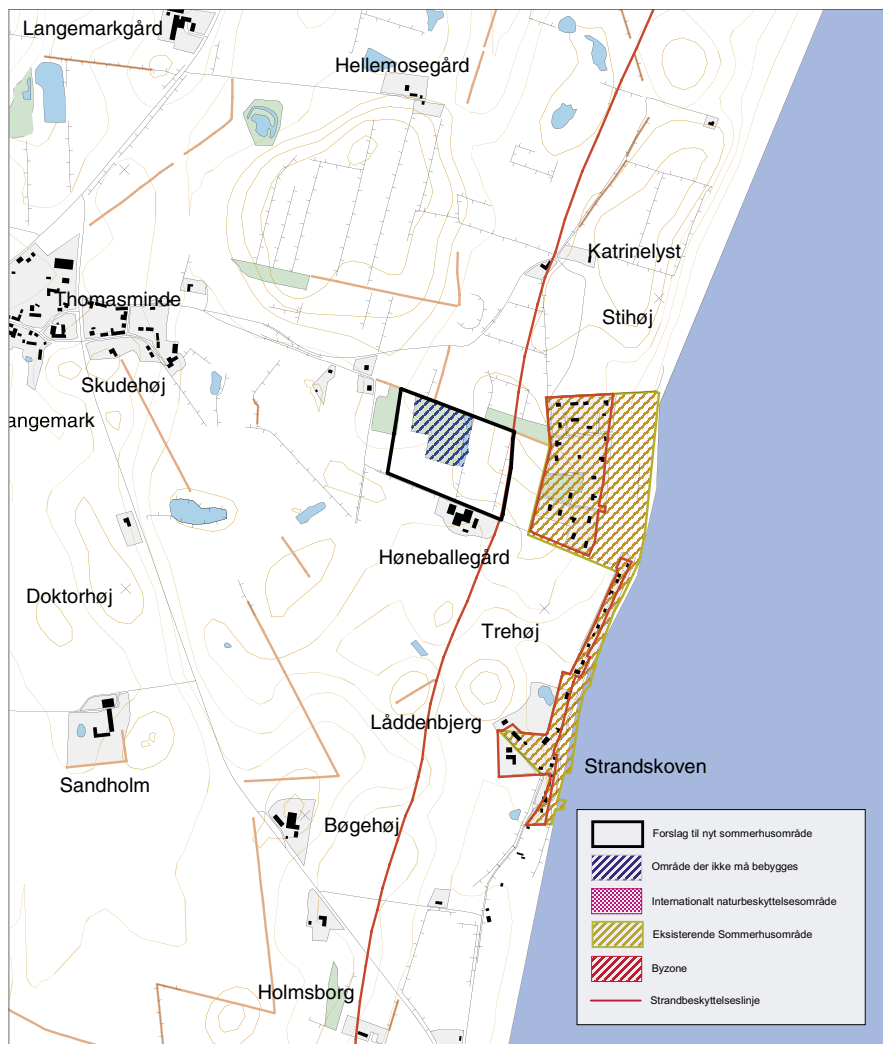 Langemarkgård
Hellemosegård
Katrinelyst
Thomasminde
Stihøj
Skudehøj
angemark
Høneballegård
Doktorhøj
Trehøj
Låddenbjerg
Strandskoven
Sandholm
Bøgehøj
Holmsborg
Forslag til nyt sommerhusområde
Område der ikke må bebygges
Internationalt naturbeskyttelsesområde
Eksisterende Sommerhusområde
Byzone
Strandbeskyttelseslinje